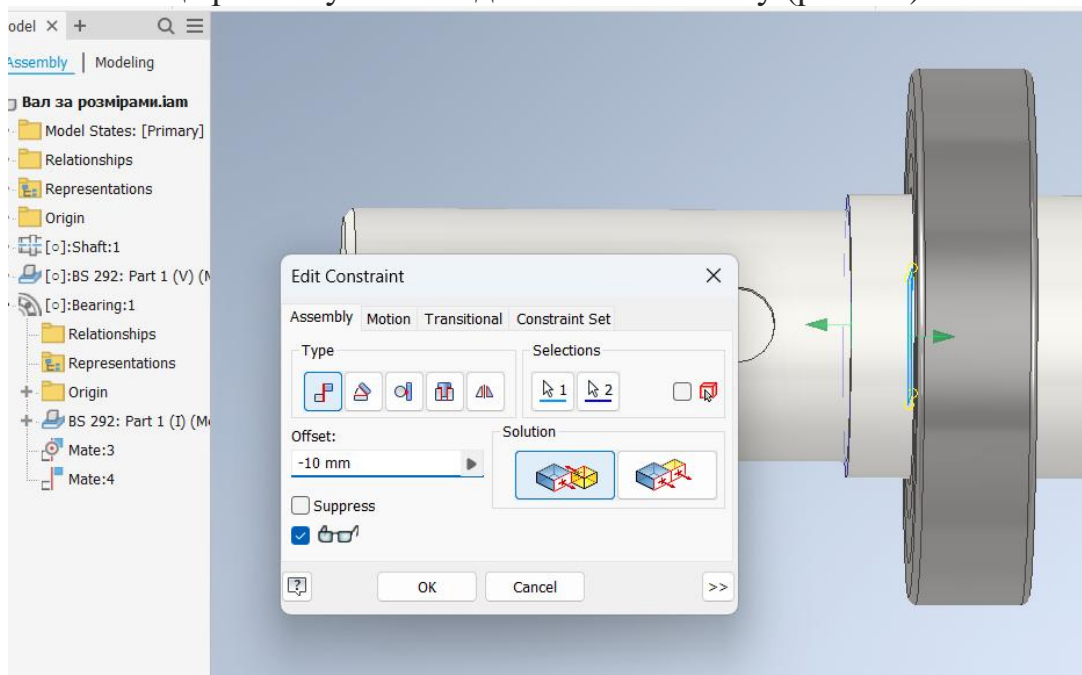 odel × +
Assembly | Modeling
Вал за розмірами.iam
Model States: [Primary]
Relationships
Representations
Origin
[o]:Shaft:1
[o]:BS 292: Part 1 (V) (M
[o]:Bearing:1
Relationships
Representations
+ Origin
+ BS 292: Part 1 (I) (M
Mate:3
Mate:4
Edit Constraint
Assembly Motion Transitional Constraint Set
Type
Selections
1 2
Offset:
Solution
-10 mm
Suppress
?
OK Cancel >>